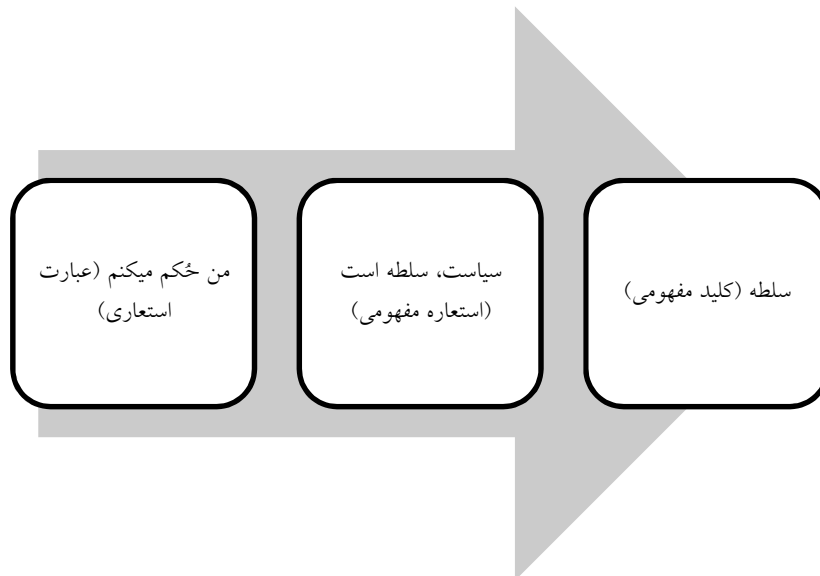 من حُکم میکنم (عبارت
استعاری)
سیاست، سلطه است
(استعاره مفهومی)
سلطه (کلید مفهومی)